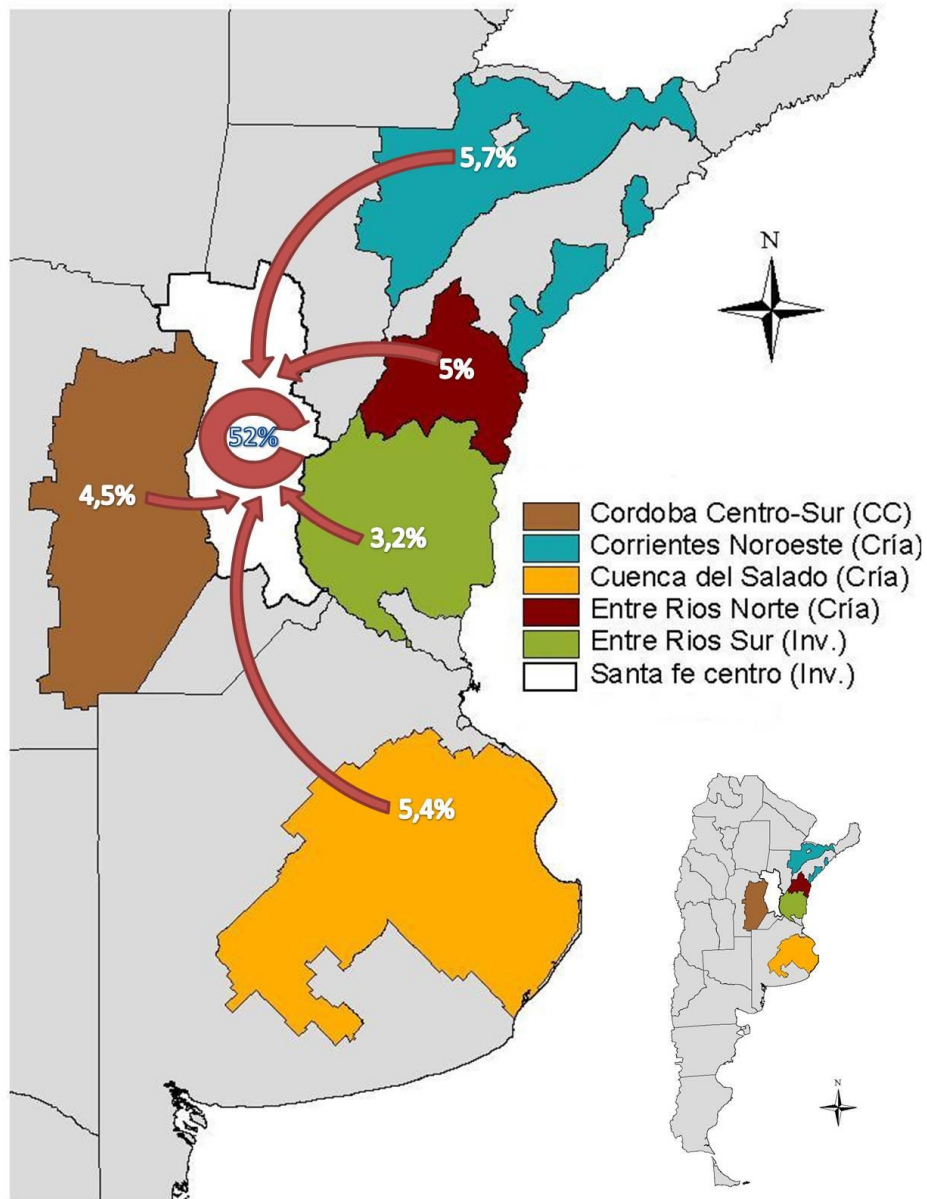 5,7%
N
5%
52%
4,5%
3,2%
Cordoba Centro-Sur (CC)
Corrientes Noroeste (Cría)
Cuenca del Salado (Cría)
Entre Rios Norte (Cría)
Entre Rios Sur (Inv.)
Santa fe centro (Inv.)
5,4%
N